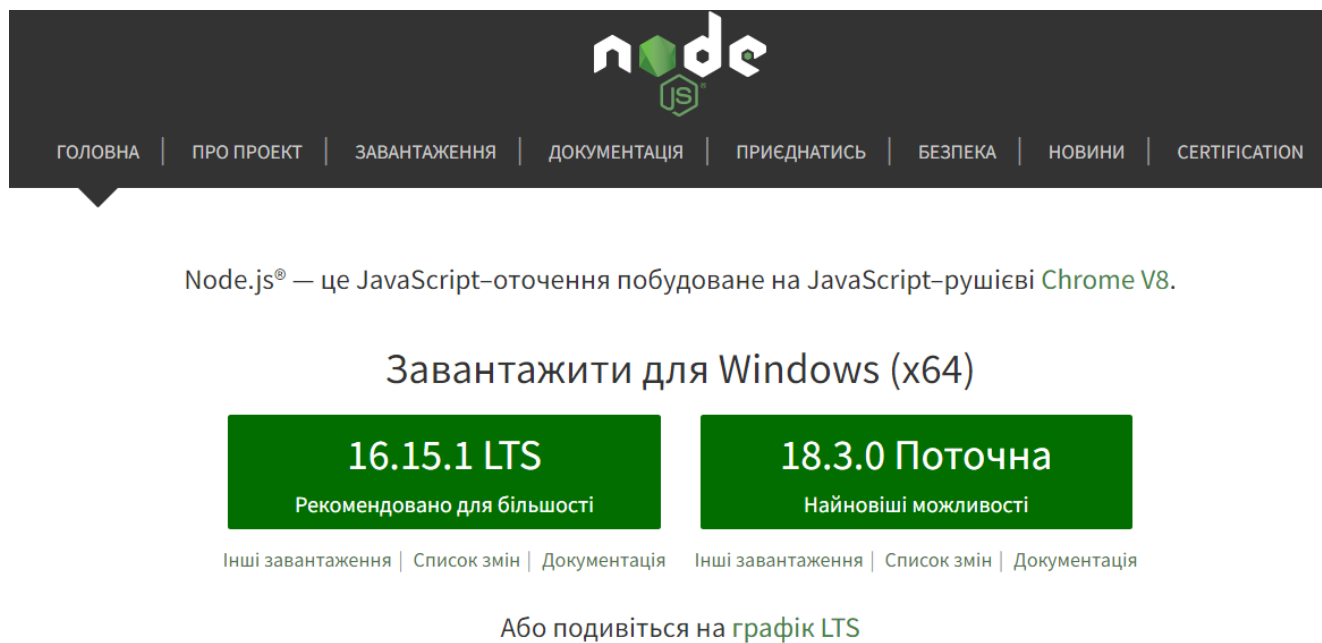 node
JS®
ГОЛОВНА | ПРО ПРОЕКТ | ЗАВАНТАЖЕННЯ | ДОКУМЕНТАЦІЯ | ПРИЄДНАТИСЬ | БЕЗПЕКА | НОВИНИ | CERTIFICATION
Node.js® — це JavaScript–оточення побудоване на JavaScript–рушієві Chrome V8.
Завантажити для Windows (x64)
16.15.1 LTS
Рекомендовано для більшості
Інші завантаження | Список змін | Документація
18.3.0 Поточна
Найновіші можливості
Інші завантаження | Список змін | Документація
Або подивіться на графік LTS